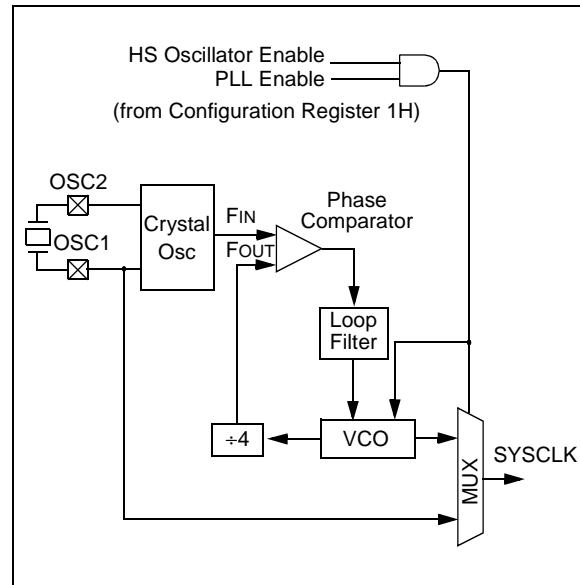 HS Oscillator Enable
PLL Enable
(from Configuration Register 1H)
OSC2
OSC1
Crystal
Osc
FIN
FOUT
Phase
Comparator
Loop
Filter
÷4
VCO
MUX
SYSCLK